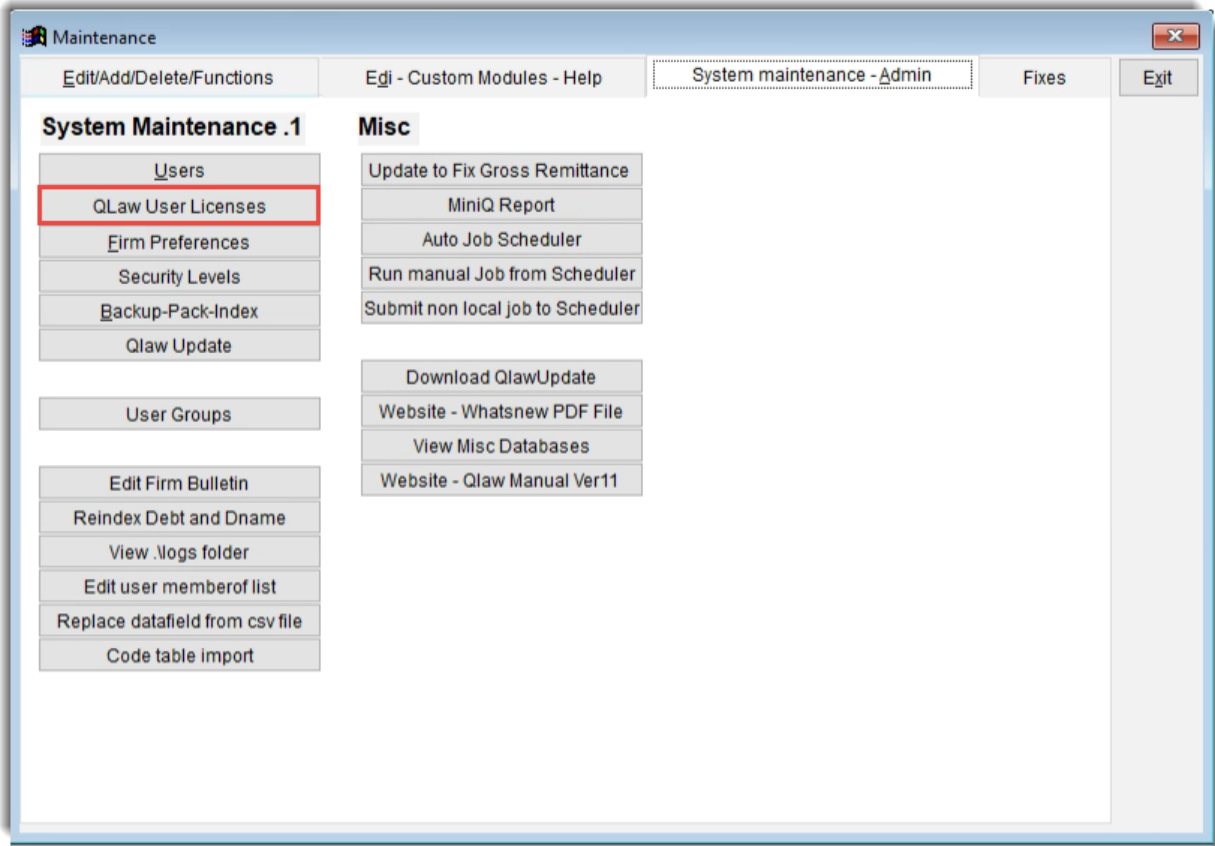 Maintenance
Edit/Add/Delete/Functions
Edi - Custom Modules - Help
System maintenance - Admin
Fixes
Exit
System Maintenance .1
Users
QLaw User Licenses
Firm Preferences
Security Levels
Backup-Pack-Index
Qlaw Update
User Groups
Edit Firm Bulletin
Reindex Debt and Dname
View .\logs folder
Edit user memberof list
Replace datafield from csv file
Code table import
Misc
Update to Fix Gross Remittance
MiniQ Report
Auto Job Scheduler
Run manual Job from Scheduler
Submit non local job to Scheduler
Download QlawUpdate
Website - Whatsnew PDF File
View Misc Databases
Website - Qlaw Manual Ver11